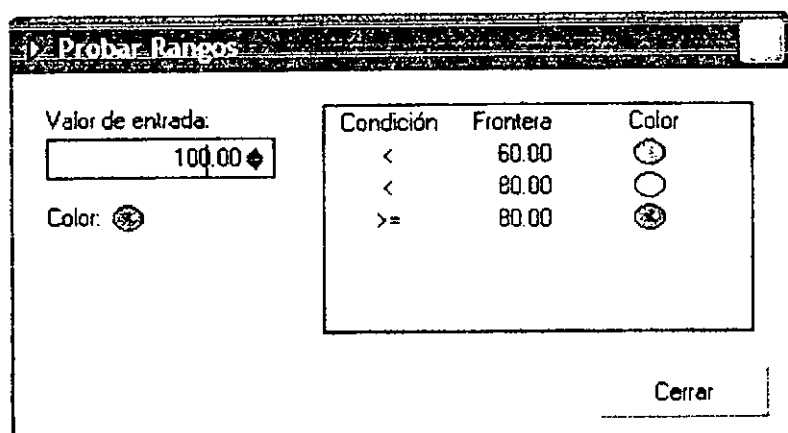 Probar Rangos
Valor de entrada:
100.00
Color:
Condición Frontera Color
< 60.00
< 80.00
>= 80.00
Cerrar